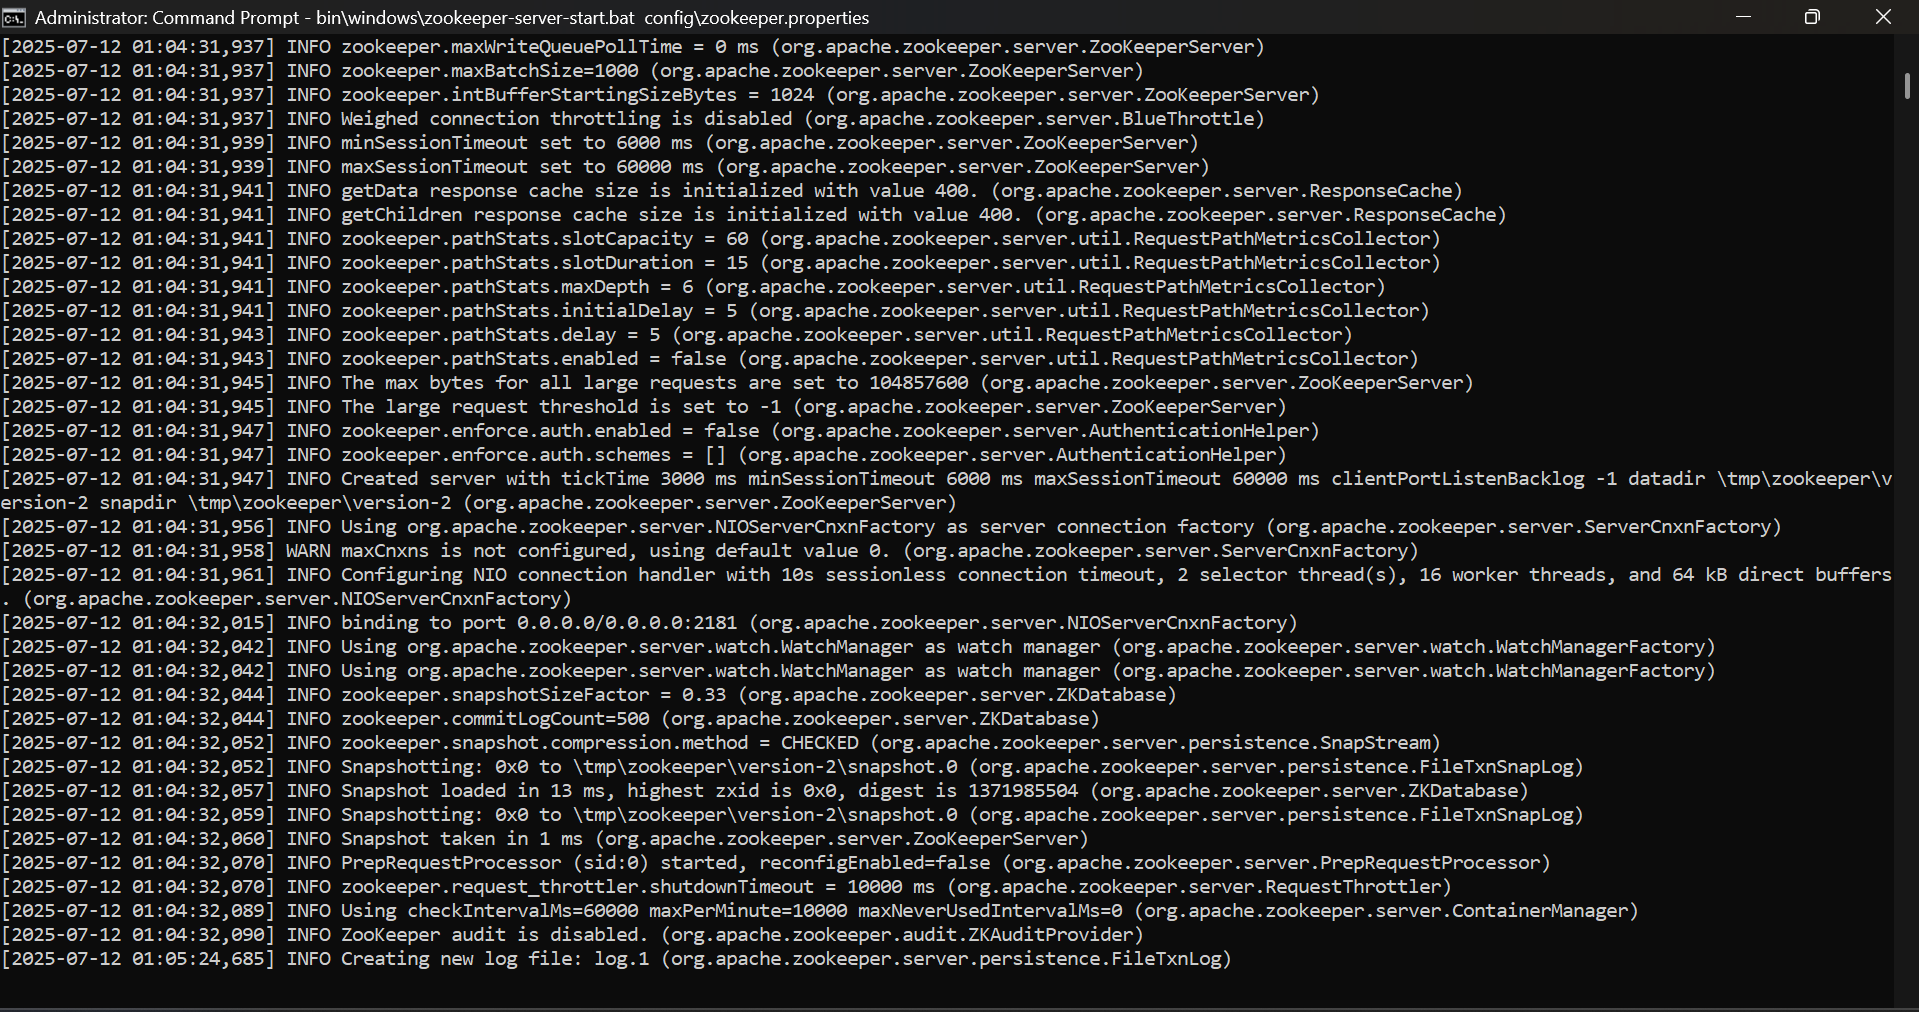 Administrator: Command Prompt - bin\windows\zookeeper-server-start.bat  config\zookeeper.properties
[2025-07-12 01:04:31,937] INFO zookeeper.maxWriteQueuePollTime = 0 ms (org.apache.zookeeper.server.ZooKeeperServer)
[2025-07-12 01:04:31,937] INFO zookeeper.maxBatchSize=1000 (org.apache.zookeeper.server.ZooKeeperServer)
[2025-07-12 01:04:31,937] INFO zookeeper.intBufferStartingSizeBytes = 1024 (org.apache.zookeeper.server.ZooKeeperServer)
[2025-07-12 01:04:31,937] INFO Weighed connection throttling is disabled (org.apache.zookeeper.server.BlueThrottle)
[2025-07-12 01:04:31,939] INFO minSessionTimeout set to 6000 ms (org.apache.zookeeper.server.ZooKeeperServer)
[2025-07-12 01:04:31,939] INFO maxSessionTimeout set to 60000 ms (org.apache.zookeeper.server.ZooKeeperServer)
[2025-07-12 01:04:31,941] INFO getData response cache size is initialized with value 400. (org.apache.zookeeper.server.ResponseCache)
[2025-07-12 01:04:31,941] INFO getChildren response cache size is initialized with value 400. (org.apache.zookeeper.server.ResponseCache)
[2025-07-12 01:04:31,941] INFO zookeeper.pathStats.slotCapacity = 60 (org.apache.zookeeper.server.util.RequestPathMetricsCollector)
[2025-07-12 01:04:31,941] INFO zookeeper.pathStats.slotDuration = 15 (org.apache.zookeeper.server.util.RequestPathMetricsCollector)
[2025-07-12 01:04:31,941] INFO zookeeper.pathStats.maxDepth = 6 (org.apache.zookeeper.server.util.RequestPathMetricsCollector)
[2025-07-12 01:04:31,941] INFO zookeeper.pathStats.initialDelay = 5 (org.apache.zookeeper.server.util.RequestPathMetricsCollector)
[2025-07-12 01:04:31,943] INFO zookeeper.pathStats.delay = 5 (org.apache.zookeeper.server.util.RequestPathMetricsCollector)
[2025-07-12 01:04:31,943] INFO zookeeper.pathStats.enabled = false (org.apache.zookeeper.server.util.RequestPathMetricsCollector)
[2025-07-12 01:04:31,945] INFO The max bytes for all large requests are set to 104857600 (org.apache.zookeeper.server.ZooKeeperServer)
[2025-07-12 01:04:31,945] INFO The large request threshold is set to -1 (org.apache.zookeeper.server.ZooKeeperServer)
[2025-07-12 01:04:31,947] INFO zookeeper.enforce.auth.enabled = false (org.apache.zookeeper.server.AuthenticationHelper)
[2025-07-12 01:04:31,947] INFO zookeeper.enforce.auth.schemes = [] (org.apache.zookeeper.server.AuthenticationHelper)
[2025-07-12 01:04:31,947] INFO Created server with tickTime 3000 ms minSessionTimeout 6000 ms maxSessionTimeout 60000 ms clientPortListenBacklog -1 datadir \tmp\zookeeper\v
ersion-2 snapdir \tmp\zookeeper\version-2 (org.apache.zookeeper.server.ZooKeeperServer)
[2025-07-12 01:04:31,956] INFO Using org.apache.zookeeper.server.NIOServerCnxnFactory as server connection factory (org.apache.zookeeper.server.ServerCnxnFactory)
[2025-07-12 01:04:31,958] WARN maxCnxns is not configured, using default value 0. (org.apache.zookeeper.server.ServerCnxnFactory)
[2025-07-12 01:04:31,961] INFO Configuring NIO connection handler with 10s sessionless connection timeout, 2 selector thread(s), 16 worker threads, and 64 kB direct buffers
. (org.apache.zookeeper.server.NIOServerCnxnFactory)
[2025-07-12 01:04:32,015] INFO binding to port 0.0.0.0/0.0.0.0:2181 (org.apache.zookeeper.server.NIOServerCnxnFactory)
[2025-07-12 01:04:32,042] INFO Using org.apache.zookeeper.server.watch.WatchManager as watch manager (org.apache.zookeeper.server.watch.WatchManagerFactory)
[2025-07-12 01:04:32,042] INFO Using org.apache.zookeeper.server.watch.WatchManager as watch manager (org.apache.zookeeper.server.watch.WatchManagerFactory)
[2025-07-12 01:04:32,044] INFO zookeeper.snapshotSizeFactor = 0.33 (org.apache.zookeeper.server.ZKDatabase)
[2025-07-12 01:04:32,044] INFO zookeeper.commitLogCount=500 (org.apache.zookeeper.server.ZKDatabase)
[2025-07-12 01:04:32,052] INFO zookeeper.snapshot.compression.method = CHECKED (org.apache.zookeeper.server.persistence.SnapStream)
[2025-07-12 01:04:32,052] INFO Snapshotting: 0x0 to \tmp\zookeeper\version-2\snapshot.0 (org.apache.zookeeper.server.persistence.FileTxnSnapLog)
[2025-07-12 01:04:32,057] INFO Snapshot loaded in 13 ms, highest zxid is 0x0, digest is 1371985504 (org.apache.zookeeper.server.ZKDatabase)
[2025-07-12 01:04:32,059] INFO Snapshotting: 0x0 to \tmp\zookeeper\version-2\snapshot.0 (org.apache.zookeeper.server.persistence.FileTxnSnapLog)
[2025-07-12 01:04:32,060] INFO Snapshot taken in 1 ms (org.apache.zookeeper.server.ZooKeeperServer)
[2025-07-12 01:04:32,070] INFO PrepRequestProcessor (sid:0) started, reconfigEnabled=false (org.apache.zookeeper.server.PrepRequestProcessor)
[2025-07-12 01:04:32,070] INFO zookeeper.request_throttler.shutdownTimeout = 10000 ms (org.apache.zookeeper.server.RequestThrottler)
[2025-07-12 01:04:32,089] INFO Using checkIntervalMs=60000 maxPerMinute=10000 maxNeverUsedIntervalMs=0 (org.apache.zookeeper.server.ContainerManager)
[2025-07-12 01:04:32,090] INFO ZooKeeper audit is disabled. (org.apache.zookeeper.audit.ZKAuditProvider)
[2025-07-12 01:05:24,685] INFO Creating new log file: log.1 (org.apache.zookeeper.server.persistence.FileTxnLog)